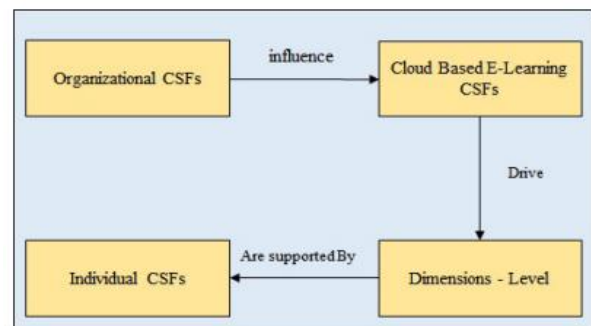 Organizational CSFs
influence
Cloud Based E-Learning
CSFs
Drive
Individual CSFs
Are supported By
Dimensions - Level